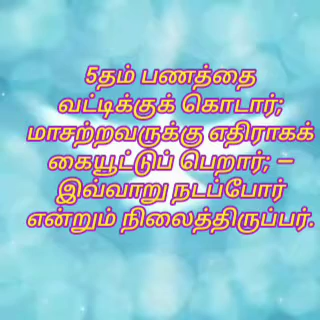 5தம் பணத்தை
வட்டிக்குக் கொடார்;
மாசற்றவருக்கு எதிராகக்
கையூட்டுப் பெறார்; —
இவ்வாறு நடப்போர்
என்றும் நிலைத்திருப்பர்.